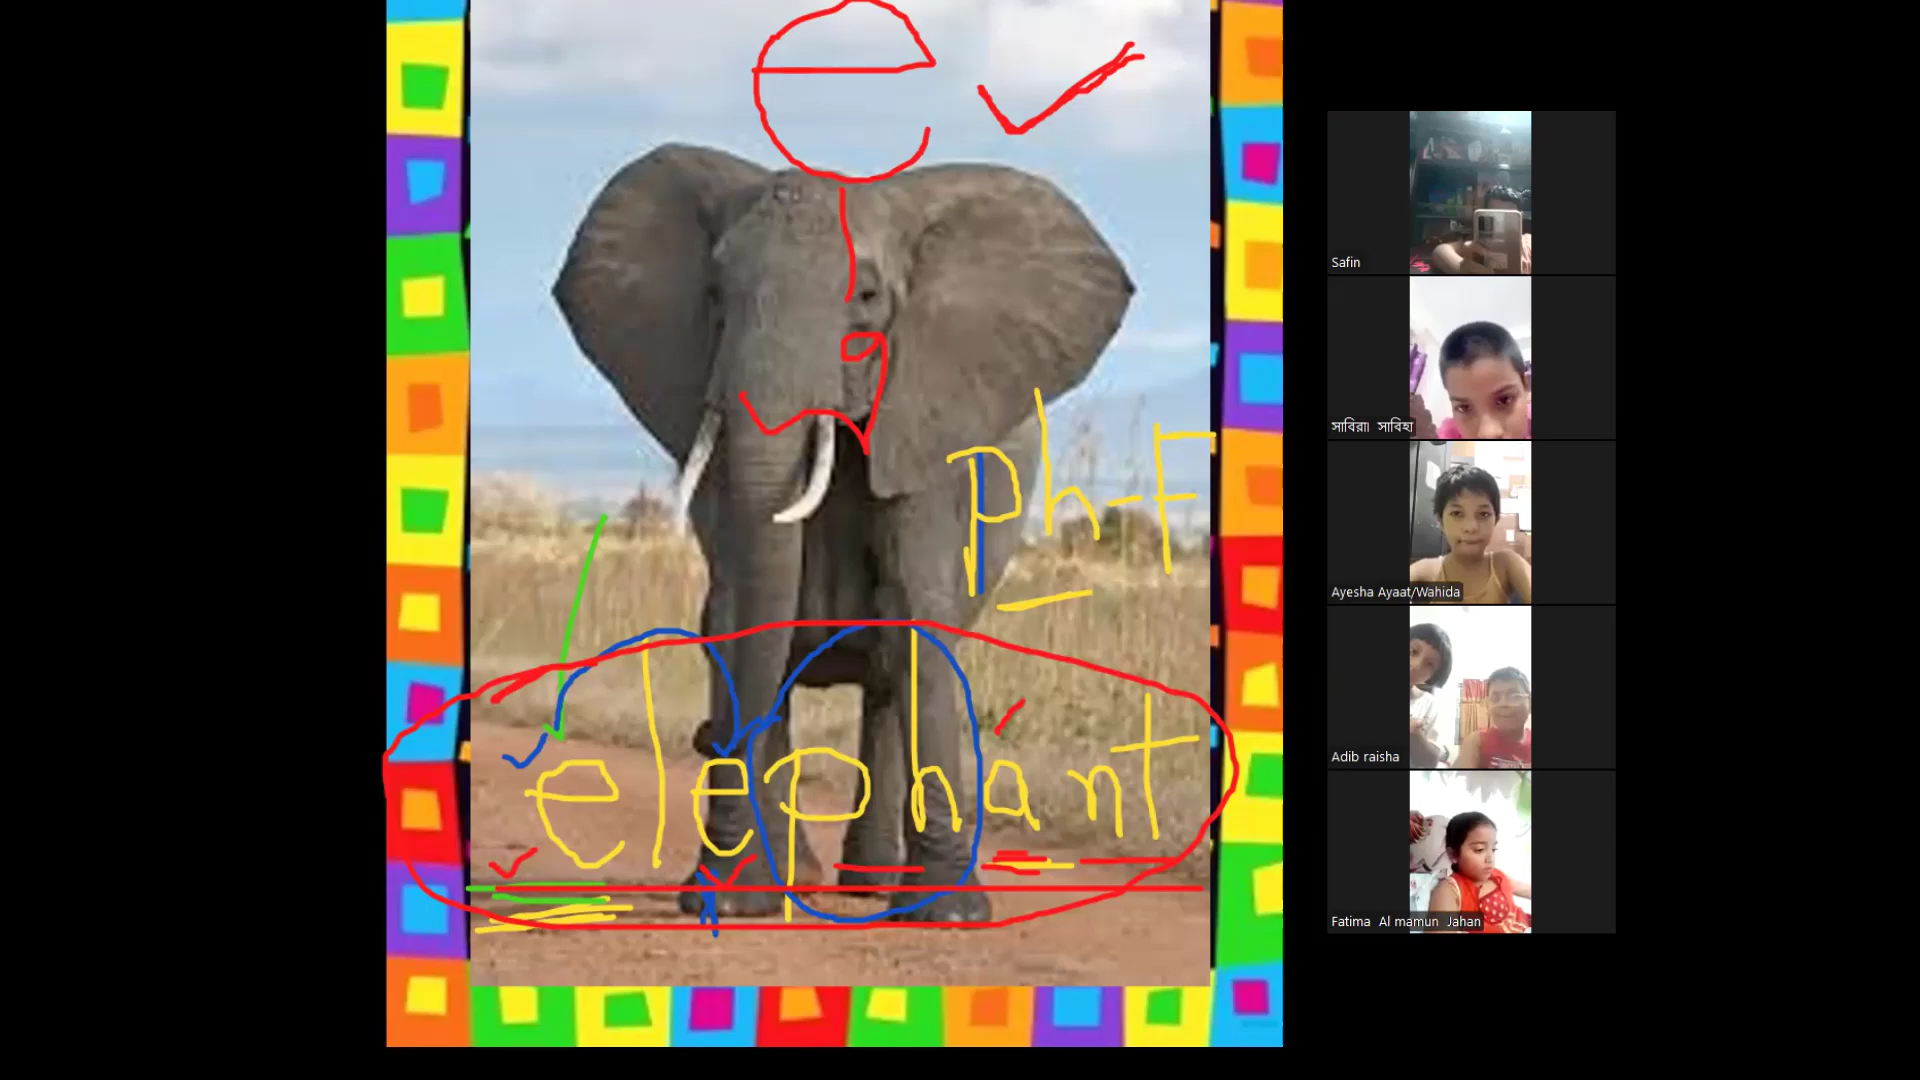 e
এ
ph-F
elephant
Safin
সাবিরা সাবিহা
Ayesha Ayaat/Wahida
Adib raisha
Fatima Al mamun Jahan